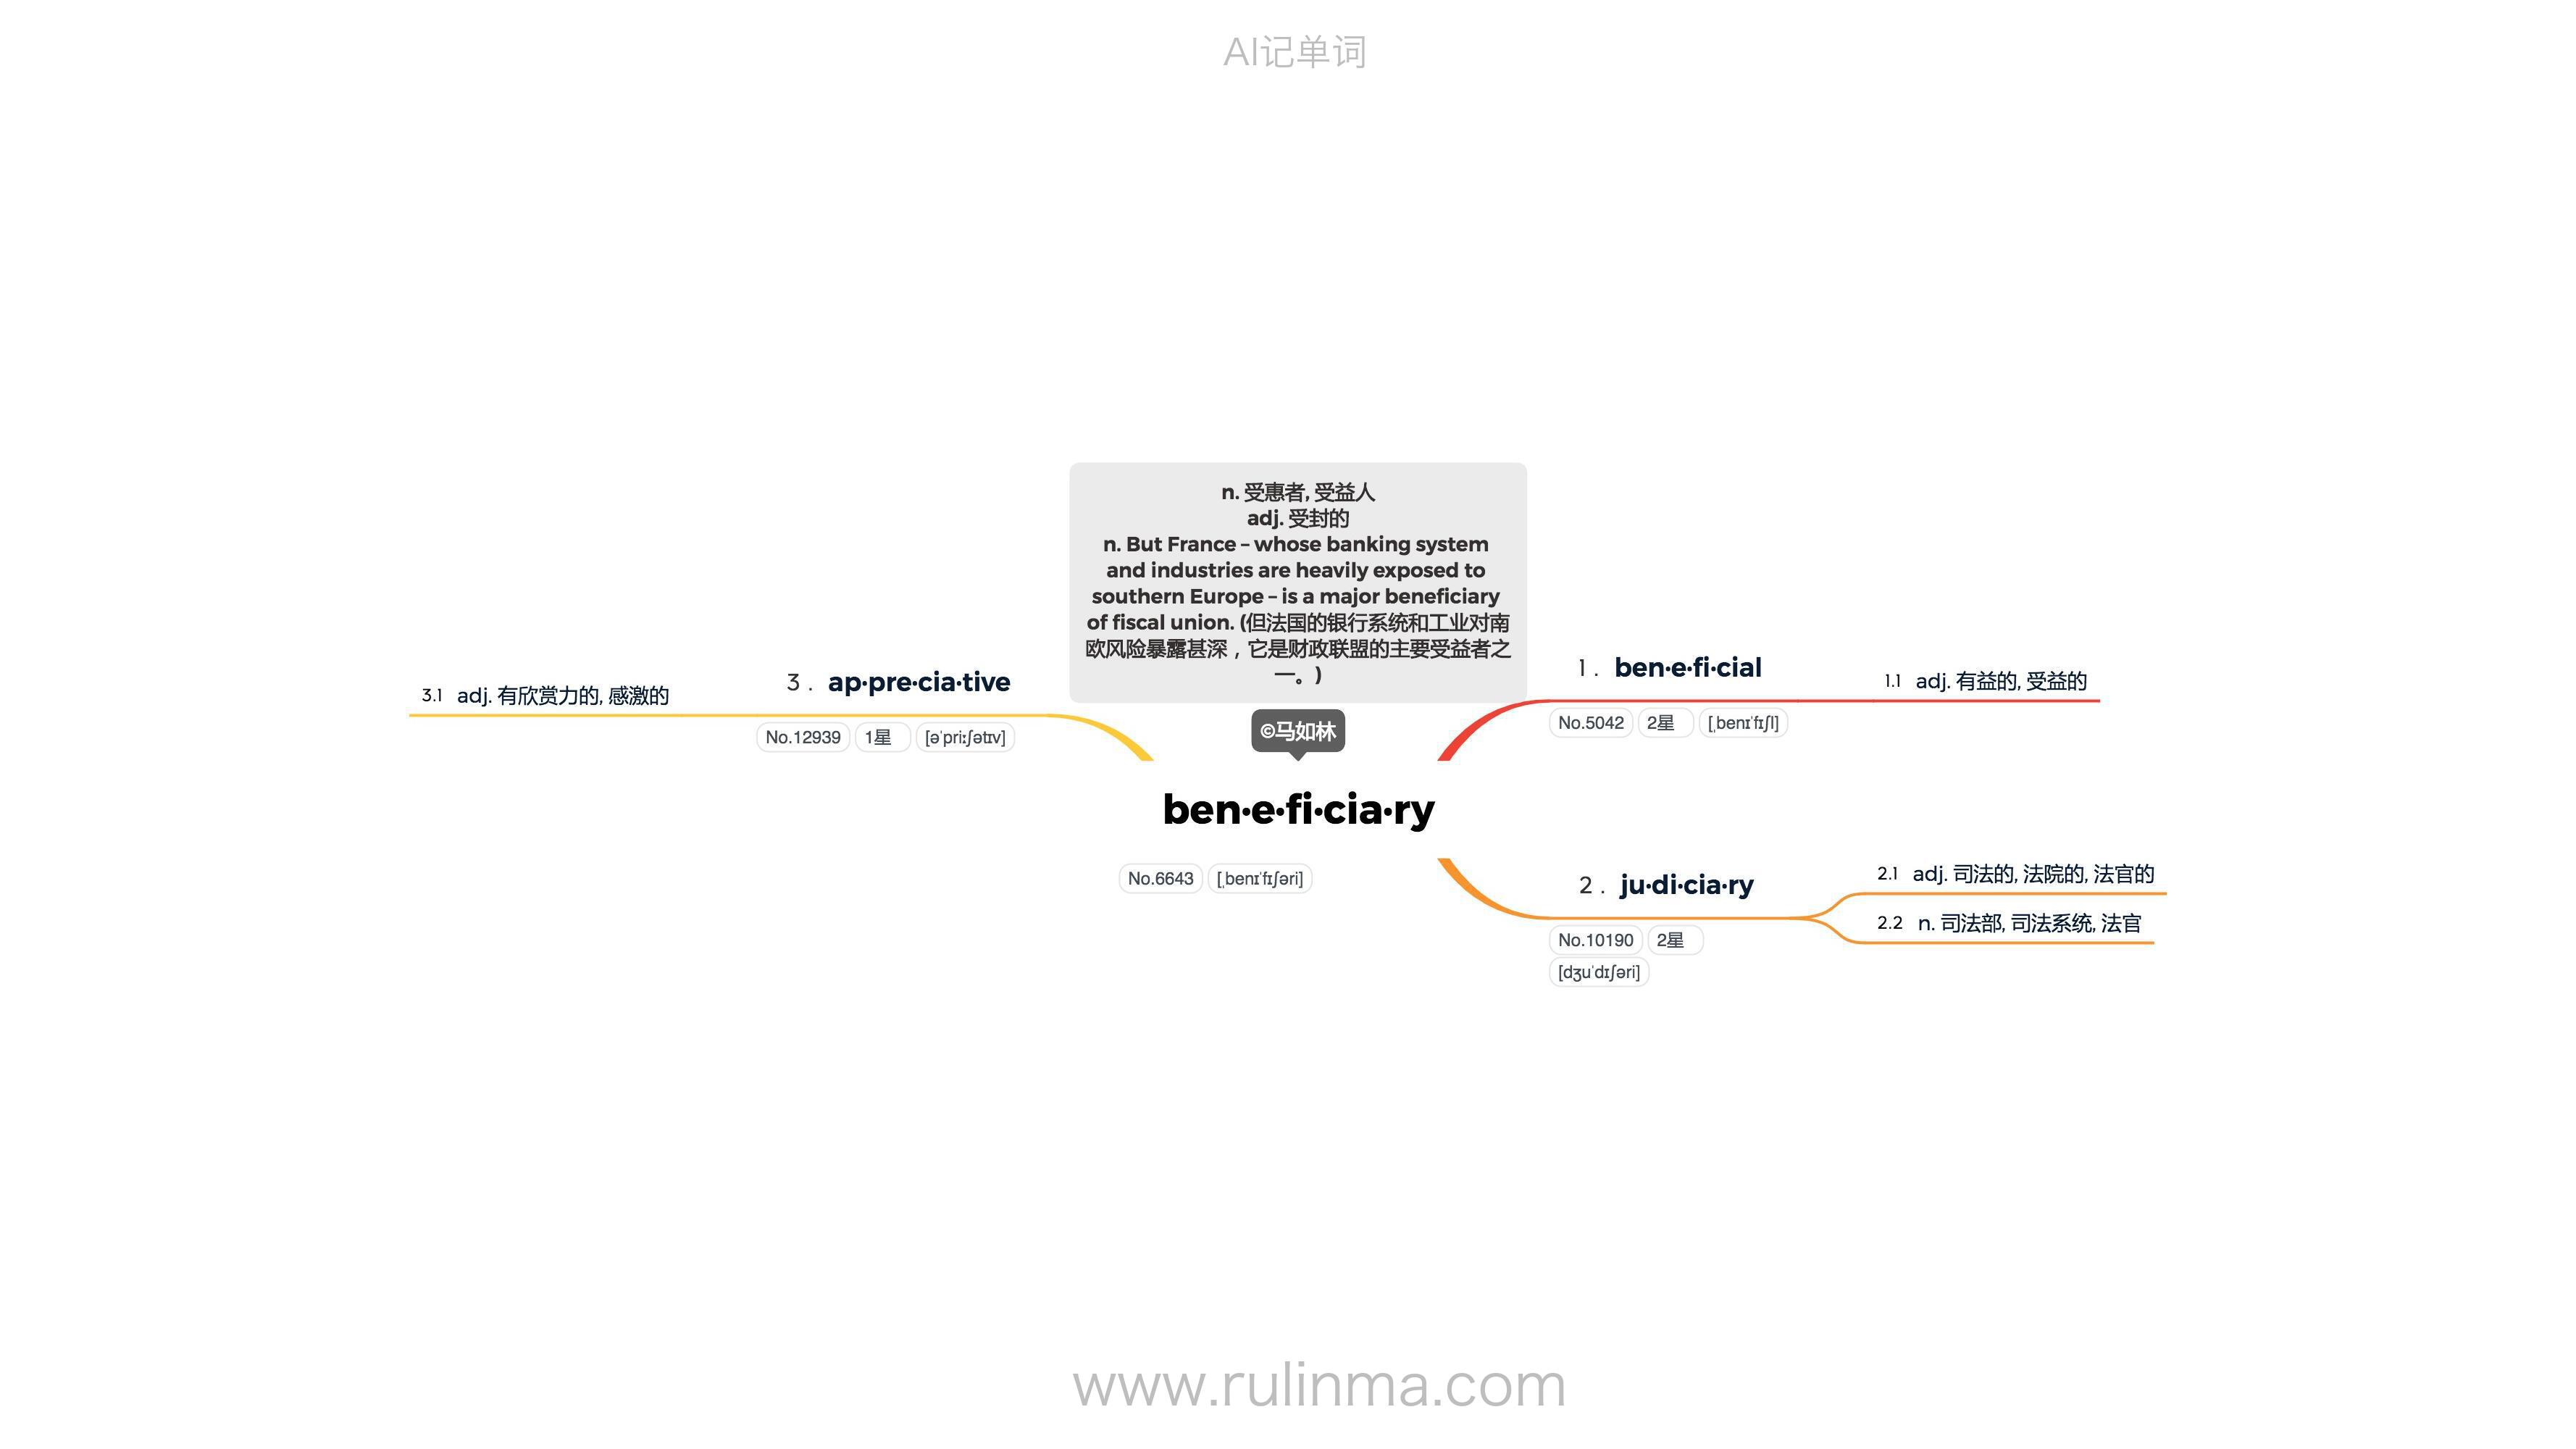 AI记单词
n. 受惠者, 受益人
adj. 受封的
n. But France – whose banking system
and industries are heavily exposed to
southern Europe – is a major beneficiary
of fiscal union. (但法国的银行系统和工业对南
欧风险暴露甚深，它是财政联盟的主要受益者之
一。)
©马如林
ben·e·fi·cia·ry
No.6643 [ˌbenɪˈfɪʃəri]
1. ben·e·fi·cial
No.5042 2星 [ˌbenɪˈfɪʃl]
1.1 adj. 有益的, 受益的
2. ju·di·cia·ry
No.10190 2星
[dʒuˈdɪʃəri]
2.1 adj. 司法的, 法院的, 法官的
2.2 n. 司法部, 司法系统, 法官
3. ap·pre·cia·tive
No.12939 1星 [əˈpriːʃətɪv]
3.1 adj. 有欣赏力的, 感激的
www.rulinma.com